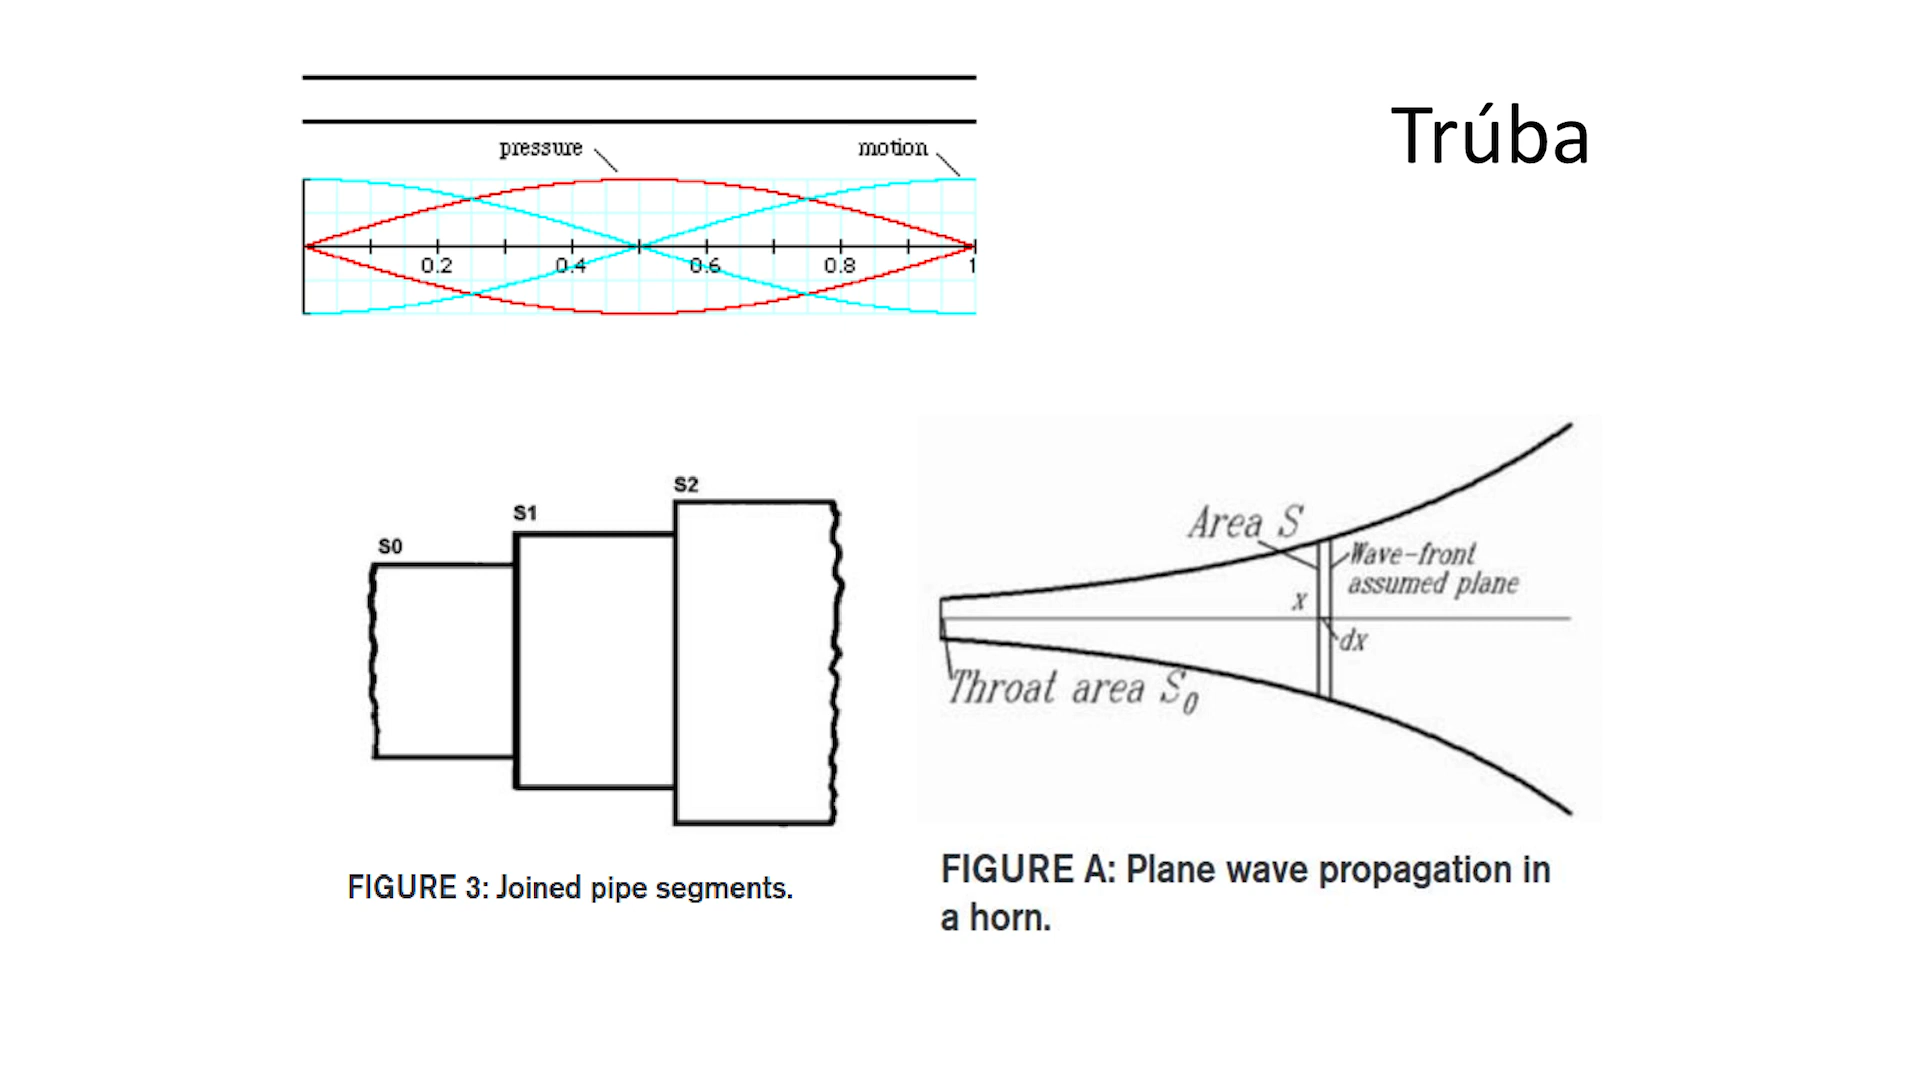 Trúba
pressure
motion
0.2 0.4 0.6 0.8 1
S0
S1
S2
FIGURE 3: Joined pipe segments.
Area S
Wave-front
assumed plane
x
dx
Throat area S0
FIGURE A: Plane wave propagation in
a horn.